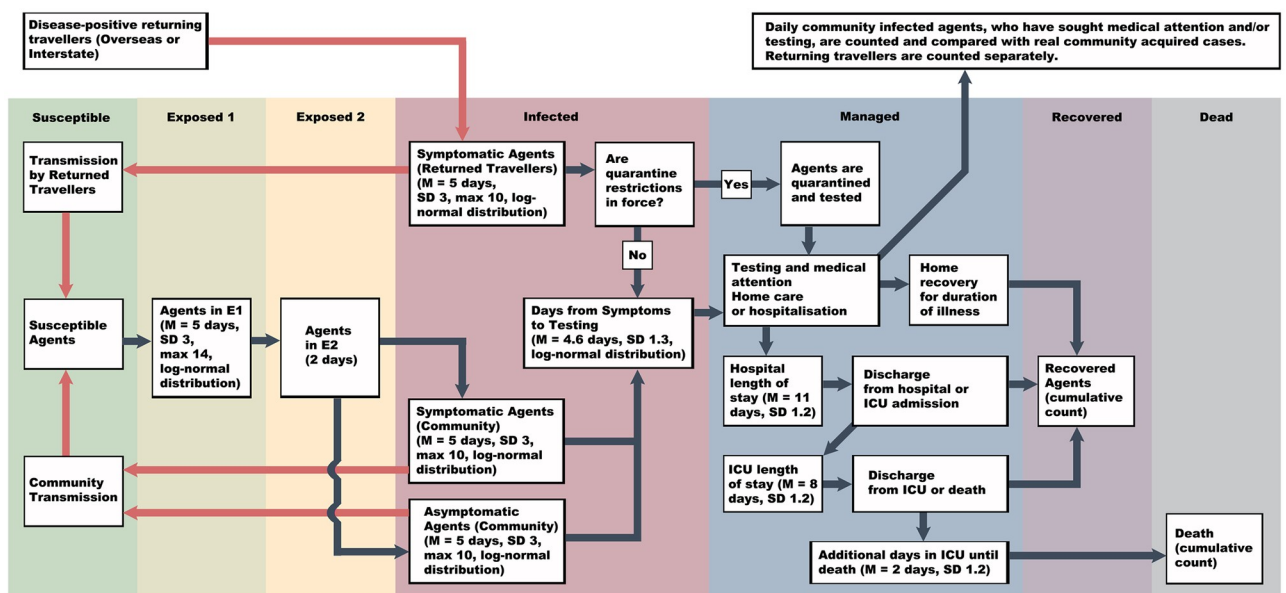 Disease-positive returning
travellers (Overseas or
Interstate)
Daily community infected agents, who have sought medical attention and/or
testing, are counted and compared with real community acquired cases.
Returning travellers are counted separately.
Susceptible
Exposed 1
Exposed 2
Infected
Managed
Recovered
Dead
Transmission
by Returned
Travellers
Symptomatic Agents
(Returned Travellers)
(M = 5 days,
SD 3, max 10, log-
normal distribution)
Are
quarantine
restrictions
in force?
Yes
Agents are
quarantined
and tested
No
Testing and medical
attention
Home care
or hospitalisation
Home
recovery
for duration
of illness
Susceptible
Agents
Agents in E1
(M = 5 days,
SD 3,
max 14,
log-normal
distribution)
Agents
in E2
(2 days)
Days from Symptoms
to Testing
(M = 4.6 days, SD 1.3,
log-normal distribution)
Hospital
length of
stay (M = 11
days, SD 1.2)
Discharge
from hospital or
ICU admission
Recovered
Agents
(cumulative
count)
Symptomatic Agents
(Community)
(M = 5 days, SD 3,
max 10, log-normal
distribution)
Community
Transmission
ICU length
of stay (M = 8
days, SD 1.2)
Discharge
from ICU or death
Asymptomatic
Agents (Community)
(M = 5 days, SD 3,
max 10, log-normal
distribution)
Additional days in ICU until
death (M = 2 days, SD 1.2)
Death
(cumulative
count)